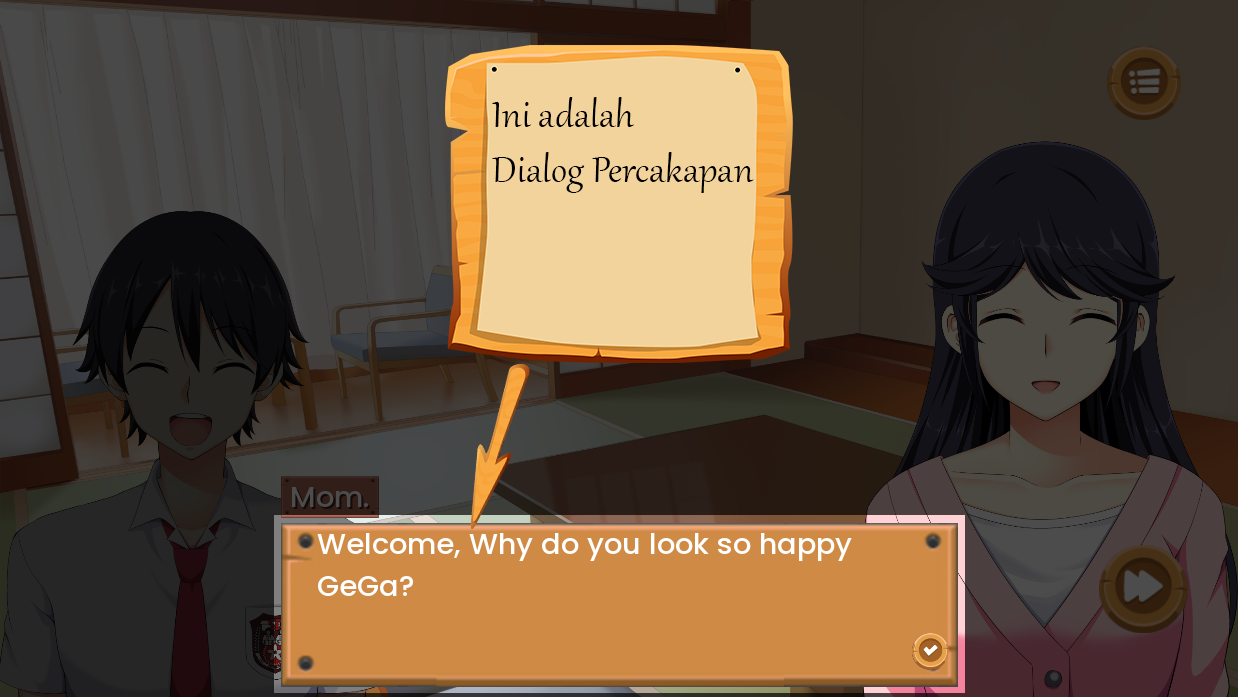 Ini adalah
Dialog Percakapan
Mom.
Welcome, Why do you look so happy
GeGa?